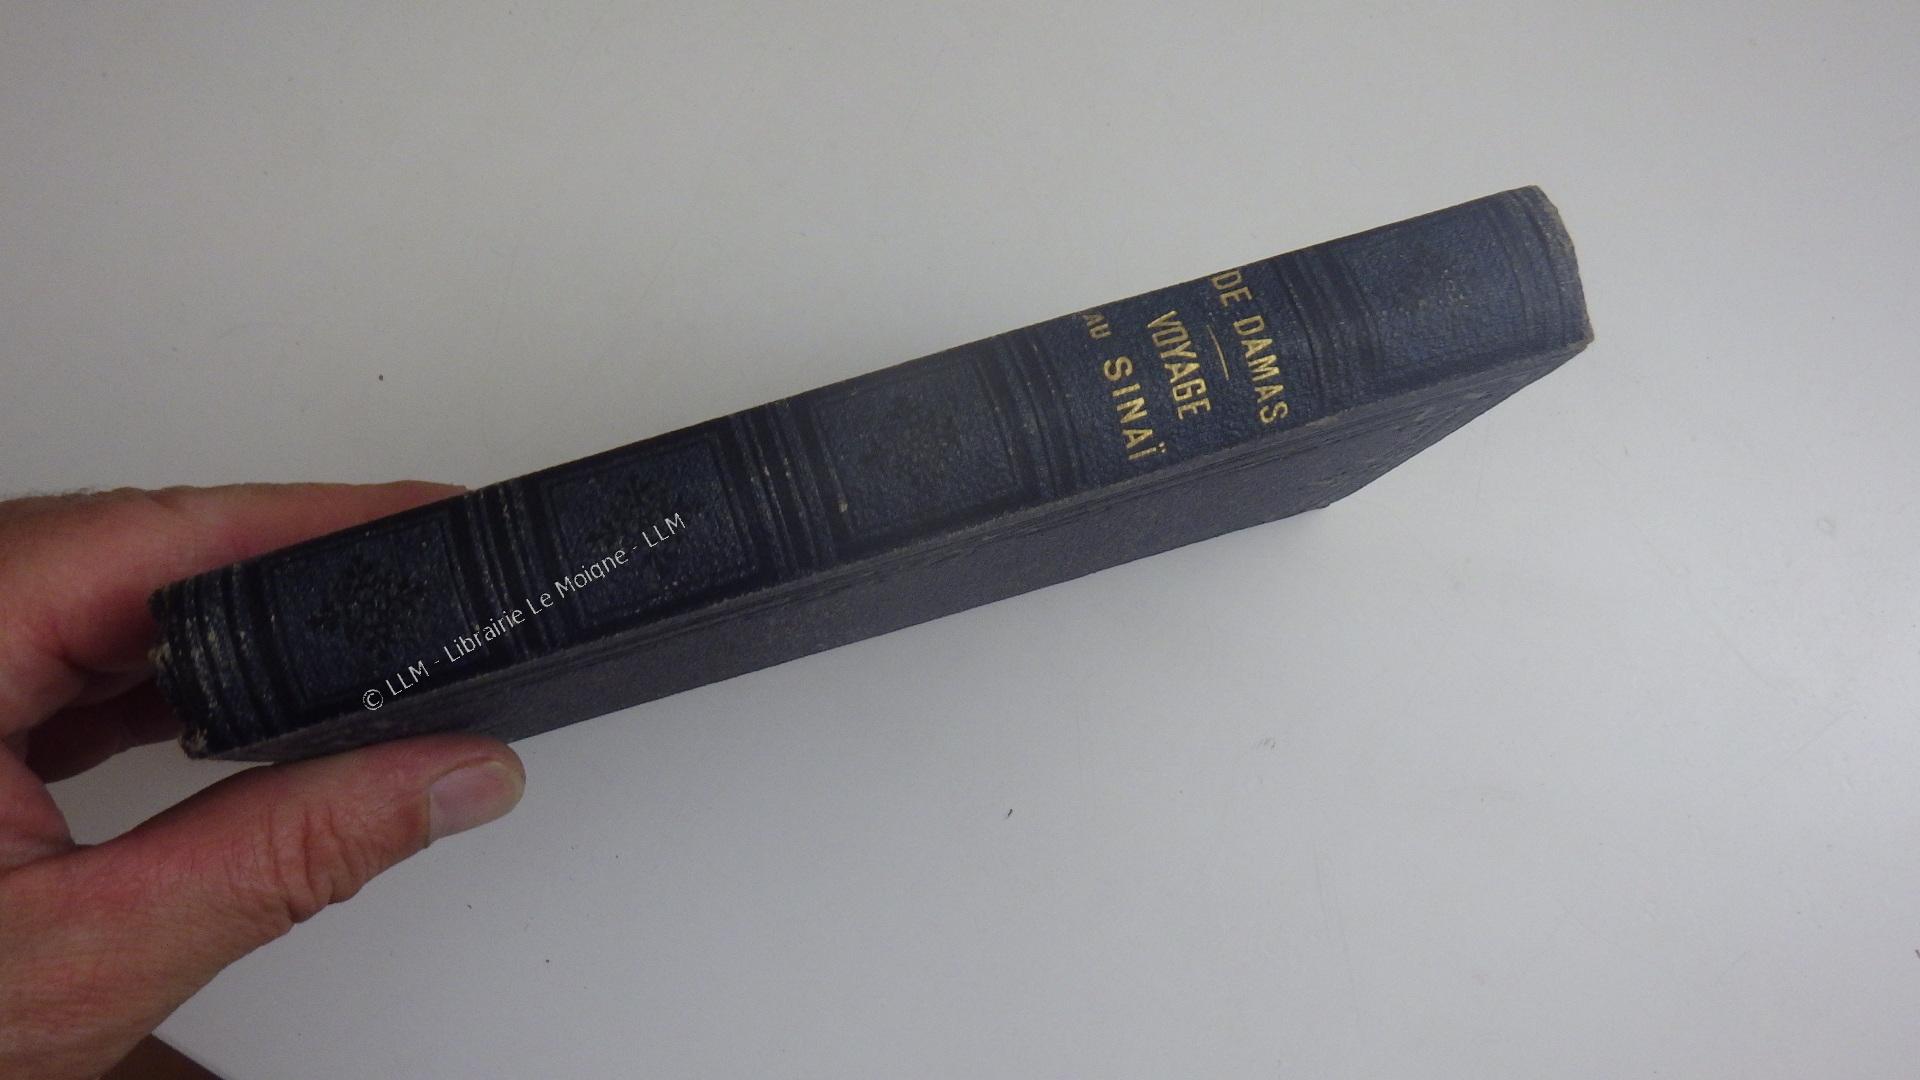 DE DAMAS
VOYAGE
AU SINAÏ
© LLM - Librairie Le Moigne - LLM